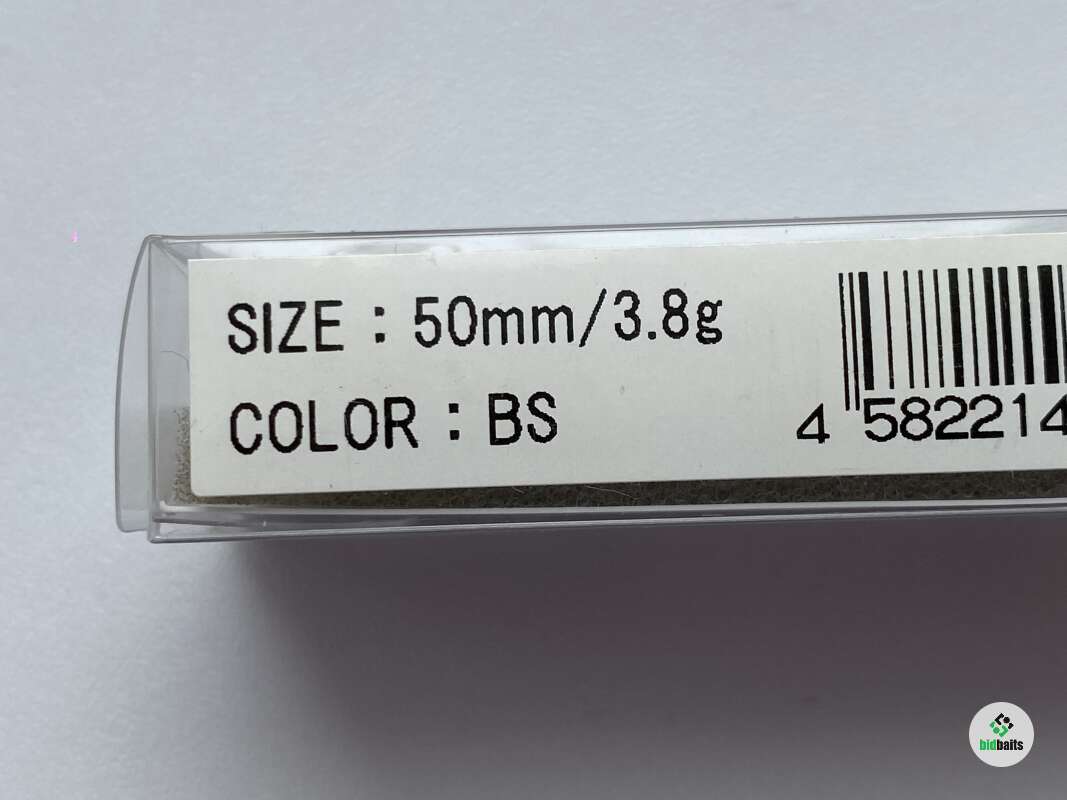 SIZE : 50mm/3.8g
COLOR : BS
4 582214
bidbaits